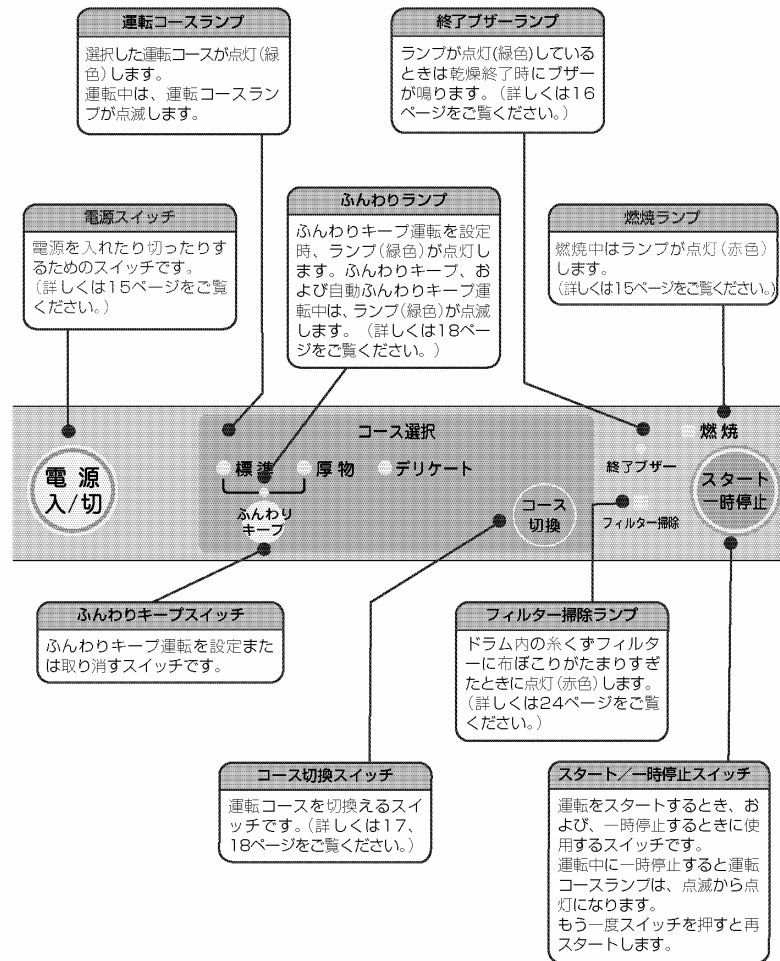 運転コースランプ
選択した運転コースが点灯(緑
色)します。
運転中は、運転コースラン
プが点滅します。
終了ブザーランプ
ランプが点灯(緑色)している
ときは乾燥終了時にブザー
が鳴ります。(詳しくは16
ページをご覧ください。)
電源スイッチ
電源を入れたり切ったりす
るためのスイッチです。
(詳しくは15ページをご覧
ください。)
ふんわりランプ
ふんわりキープ運転を設定
時、ランプ(緑色)が点灯し
ます。ふんわりキープ、お
よび自動ふんわりキープ運
転中は、ランプ(緑色)が点滅
します。(詳しくは18ペー
ジをご覧ください。)
燃焼ランプ
燃焼中はランプが点灯(赤色)
します。
(詳しくは15ページをご覧ください。)
電源
入/切
コース選択
標準 厚物 デリケート
ふんわり
キープ
コース
切換
燃焼
終了ブザー
フィルター掃除
スタート
一時停止
ふんわりキープスイッチ
ふんわりキープ運転を設定また
は取り消すスイッチです。
フィルター掃除ランプ
ドラム内の糸くずフィルタ
ーに布ぼこりがたまりすぎ
たときに点灯(赤色)します。
(詳しくは24ページをご覧
ください。)
コース切換スイッチ
運転コースを切換えるスイ
ッチです。(詳しくは17、
18ページをご覧ください。)
スタート/一時停止スイッチ
運転をスタートするとき、お
よび、一時停止するときに使
用するスイッチです。
運転中に一時停止すると運転
コースランプは、点滅から点
灯になります。
もう一度スイッチを押すと再
スタートします。